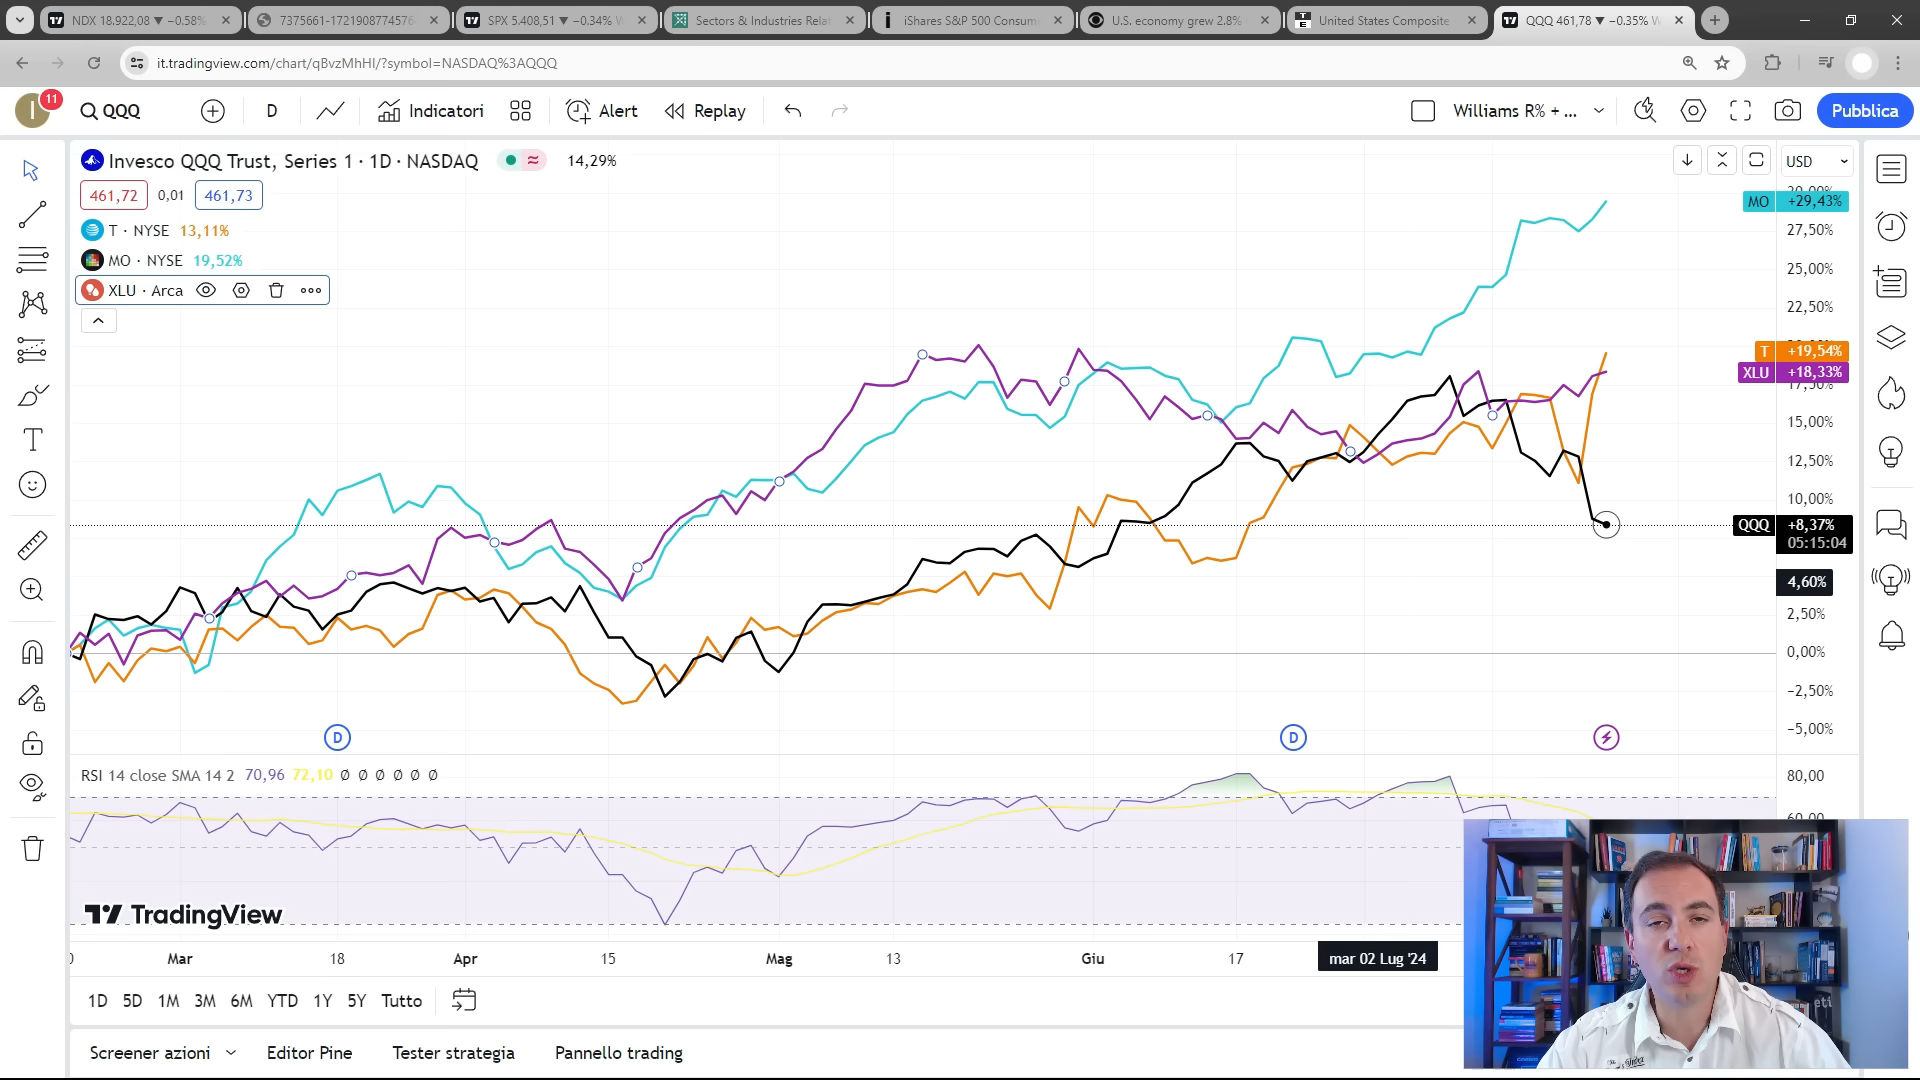 NDX 18.922,08 ▼ −0.58%
7375661-1721908774576
SPX 5.408,51 ▼ −0.34% W
Sectors & Industries Rela
iShares S&P 500 Consum
U.S. economy grew 2.8%
United States Composite
QQQ 461,78 ▼ −0.35% W
it.tradingview.com/chart/qBvzMhHI/?symbol=NASDAQ%3AQQQ
I
11
QQQ
D
Indicatori
Alert
Replay
Williams R% + ...
Pubblica
Invesco QQQ Trust, Series 1 · 1D · NASDAQ
14,29%
USD
461,72
0,01
461,73
T · NYSE 13,11%
MO · NYSE 19,52%
XLU · Arca
MO +29,43%
27,50%
25,00%
22,50%
T +19,54%
XLU +18,33%
17,50%
15,00%
12,50%
10,00%
QQQ +8,37%
05:15:04
4,60%
2,50%
0,00%
−2,50%
−5,00%
D
D
RSI 14 close SMA 14 2 70,96 72,10 Ø Ø Ø Ø Ø Ø
80,00
60,00
TradingView
Mar
18
Apr
15
Mag
13
Giu
17
mar 02 Lug '24
1D
5D
1M
3M
6M
YTD
1Y
5Y
Tutto
Screener azioni
Editor Pine
Tester strategia
Pannello trading